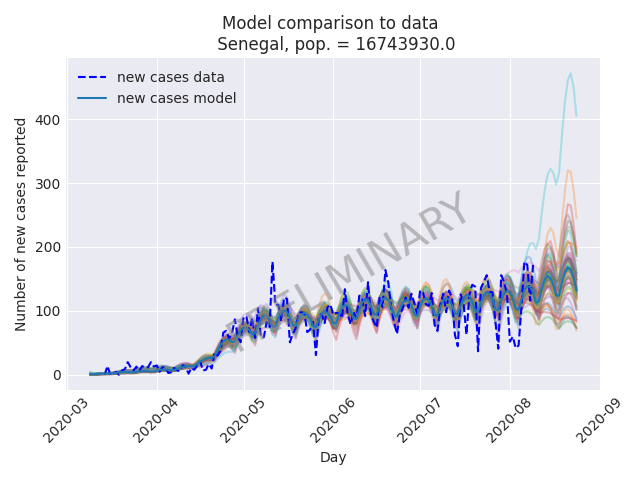 Model comparison to data
Senegal, pop. = 16743930.0
new cases data
new cases model
PRELIMINARY
Number of new cases reported
400
300
200
100
0
2020-03
2020-04
2020-05
2020-06
2020-07
2020-08
2020-09
Day